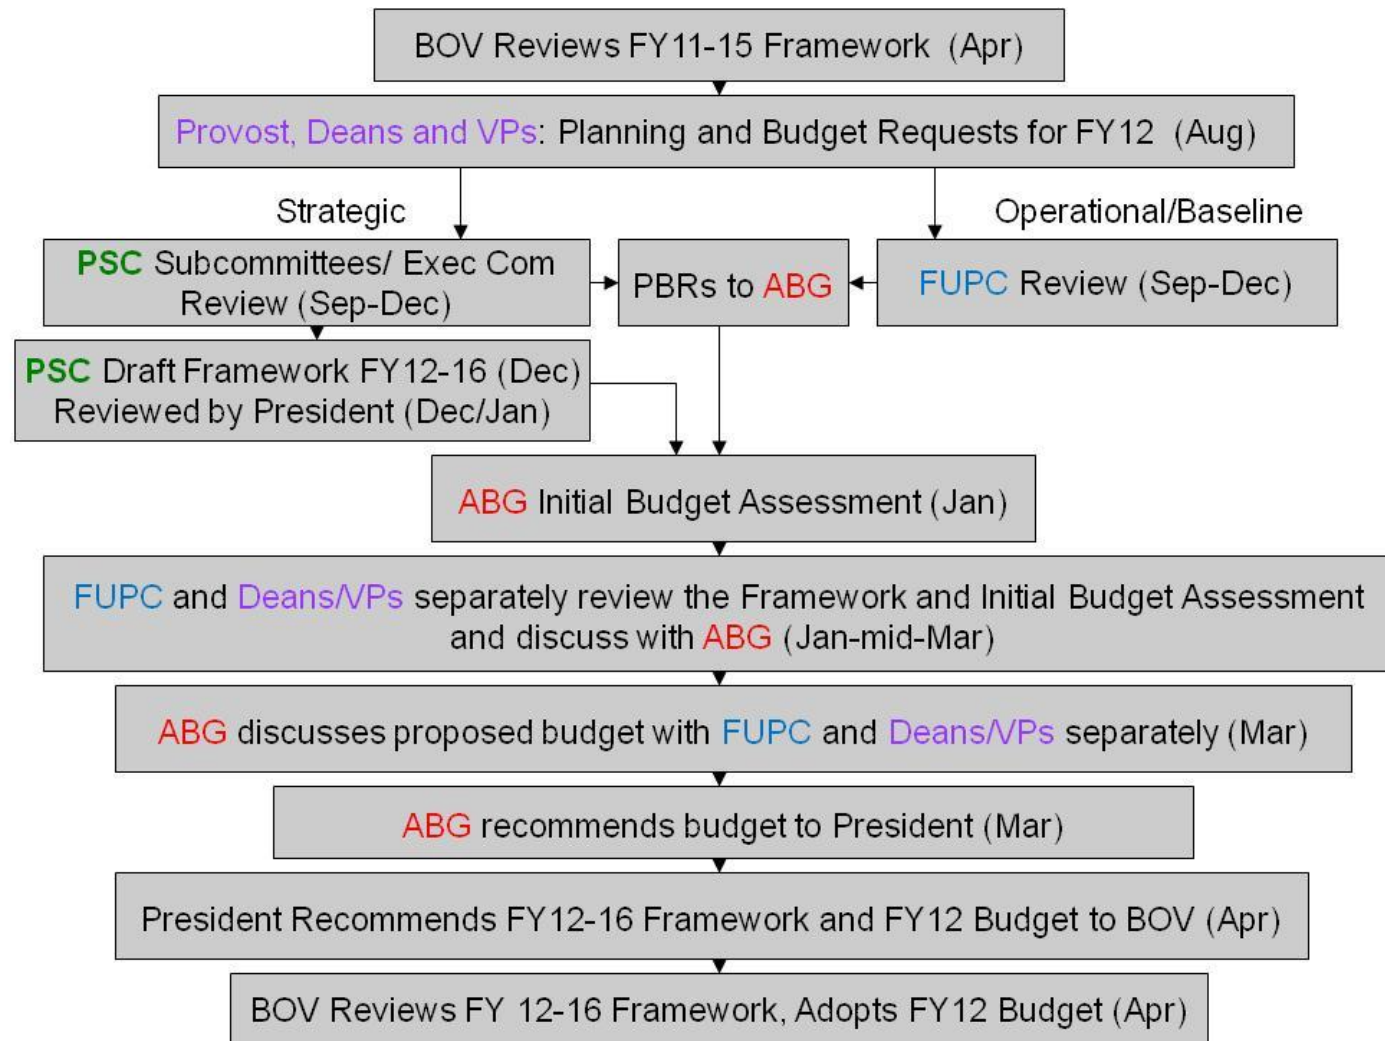 BOV Reviews FY11-15 Framework (Apr)
Provost, Deans and VPs: Planning and Budget Requests for FY12 (Aug)
Strategic
Operational/Baseline
PSC Subcommittees/ Exec Com
Review (Sep-Dec)
PBRs to ABG
FUPC Review (Sep-Dec)
PSC Draft Framework FY12-16 (Dec)
Reviewed by President (Dec/Jan)
ABG Initial Budget Assessment (Jan)
FUPC and Deans/VPs separately review the Framework and Initial Budget Assessment
and discuss with ABG (Jan-mid-Mar)
ABG discusses proposed budget with FUPC and Deans/VPs separately (Mar)
ABG recommends budget to President (Mar)
President Recommends FY12-16 Framework and FY12 Budget to BOV (Apr)
BOV Reviews FY 12-16 Framework, Adopts FY12 Budget (Apr)